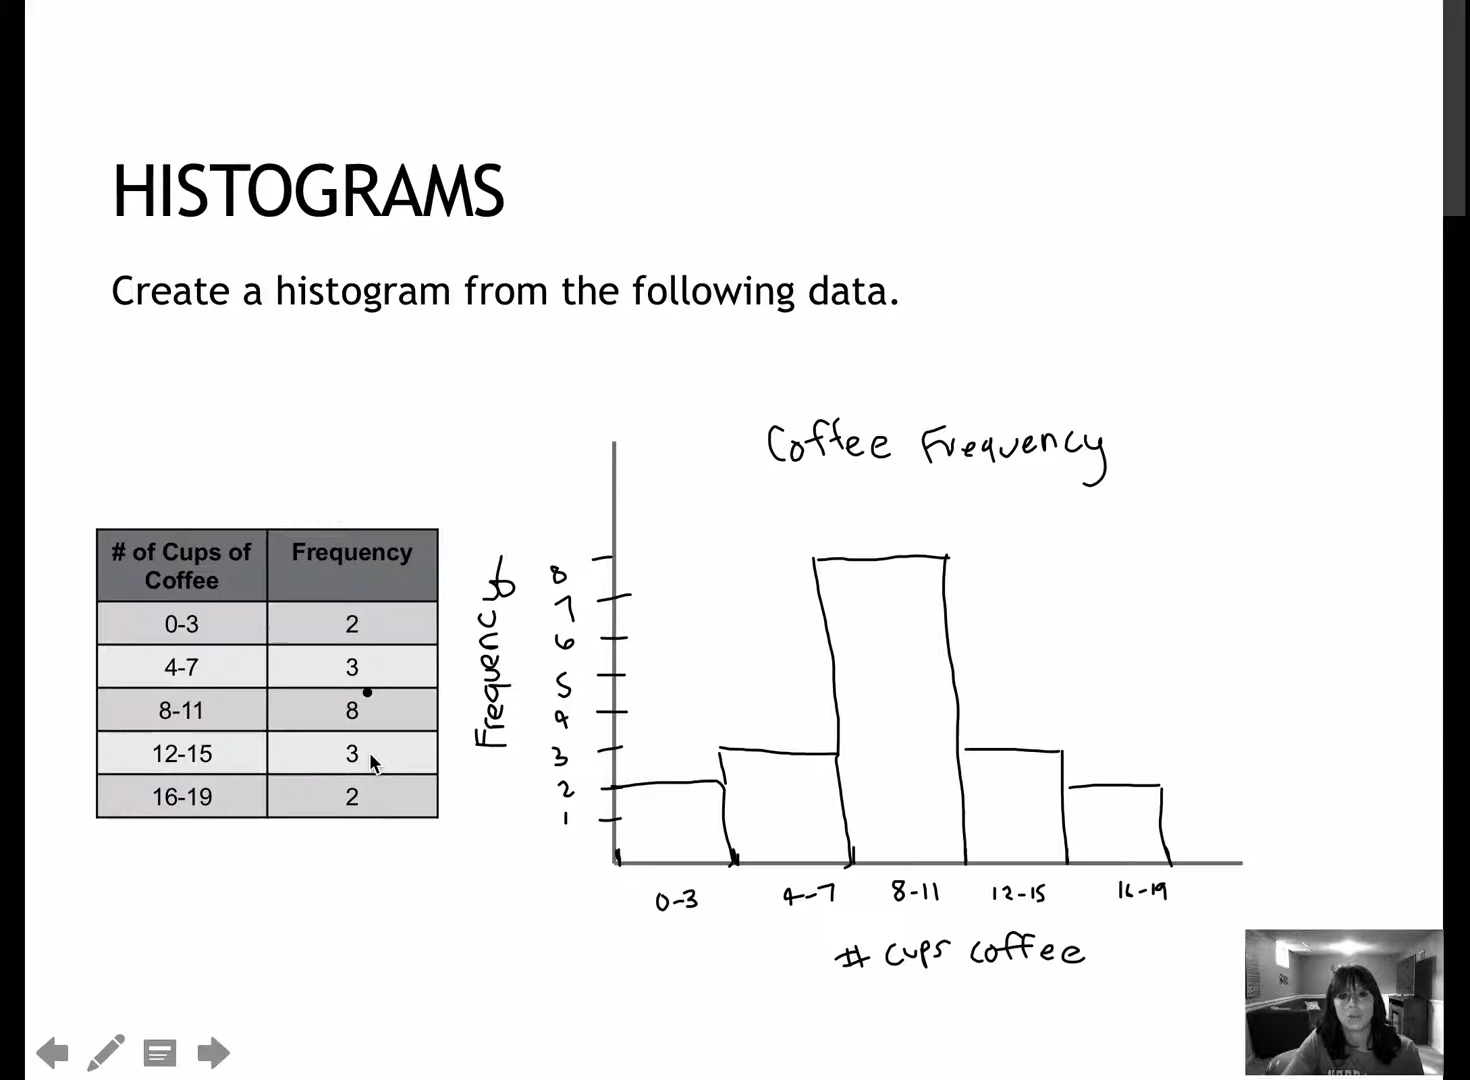 HISTOGRAMS
Create a histogram from the following data.
Coffee Frequency
# of Cups of Coffee Frequency
0-3 2
4-7 3
8-11 8
12-15 3
16-19 2
Frequency
8
7
6
5
4
3
2
1
0-3 4-7 8-11 12-15 16-19
# cups coffee